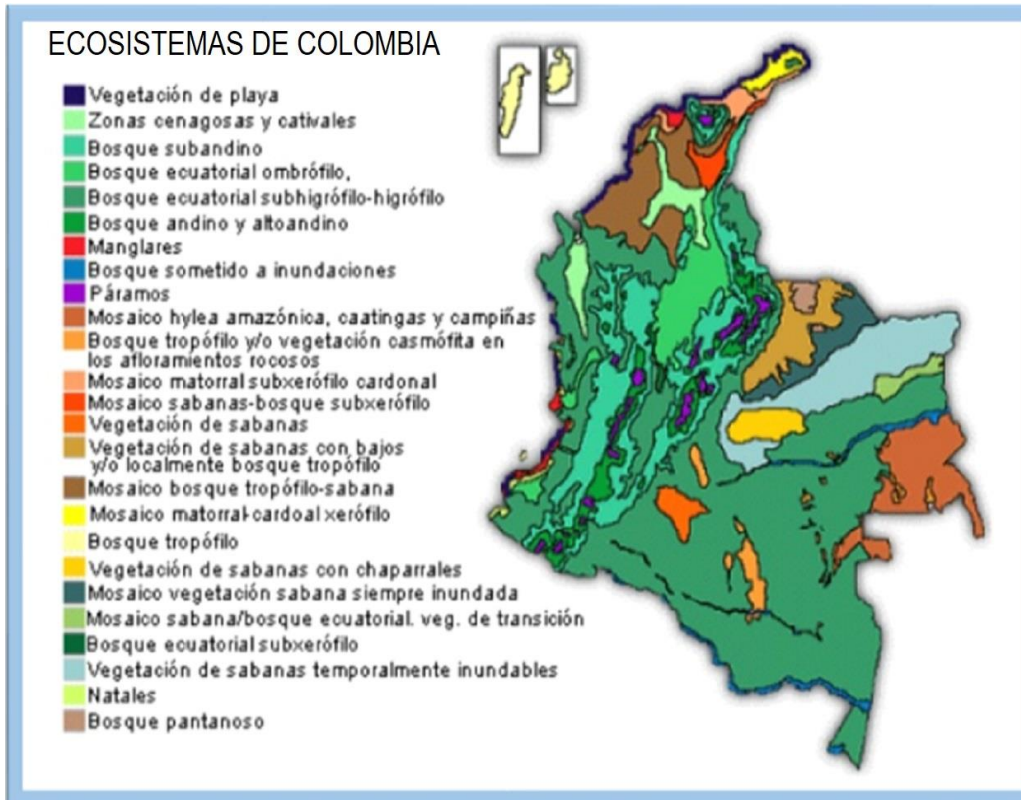 ECOSISTEMAS DE COLOMBIA
Vegetación de playa
Zonas cenagosas y cativales
Bosque subandino
Bosque ecuatorial ombrófilo,
Bosque ecuatorial subhigrófilo-higrófilo
Bosque andino y altoandino
Manglares
Bosque sometido a inundaciones
Páramos
Mosaico hylea amazónica, caatingas y campiñas
Bosque tropófilo y/o vegetación casmófita en
los afloramientos rocosos
Mosaico matorral subxerófilo cardonal
Mosaico sabanas-bosque subxerófilo
Vegetación de sabanas
Vegetación de sabanas con bajos
y/o localmente bosque tropófilo
Mosaico bosque tropófilo-sabana
Mosaico matorral-cardoal xerófilo
Bosque tropófilo
Vegetación de sabanas con chaparrales
Mosaico vegetación sabana siempre inundada
Mosaico sabana/bosque ecuatorial. veg. de transición
Bosque ecuatorial subxerófilo
Vegetación de sabanas temporalmente inundables
Natales
Bosque pantanoso